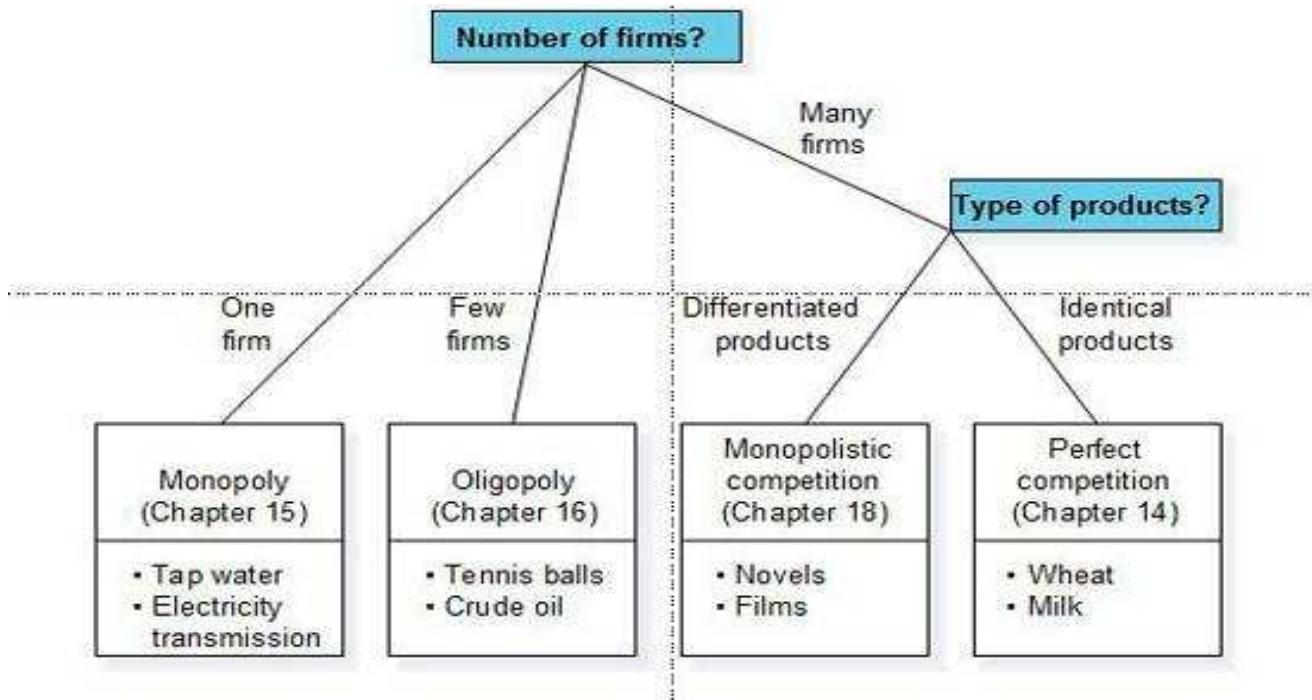 Number of firms?
Many
firms
Type of products?
One
firm
Few
firms
Differentiated
products
Identical
products
Monopoly
(Chapter 15)
▪ Tap water
▪ Electricity
transmission
Oligopoly
(Chapter 16)
▪ Tennis balls
▪ Crude oil
Monopolistic
competition
(Chapter 18)
▪ Novels
▪ Films
Perfect
competition
(Chapter 14)
▪ Wheat
▪ Milk